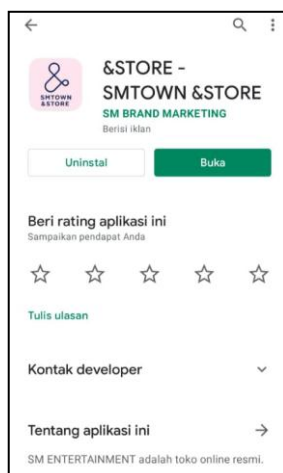 SMTOWN
&STORE
&STORE -
SMTOWN &STORE
SM BRAND MARKETING
Berisi iklan
Uninstal
Buka
Beri rating aplikasi ini
Sampaikan pendapat Anda
Tulis ulasan
Kontak developer
Tentang aplikasi ini
SM ENTERTAINMENT adalah toko online resmi.